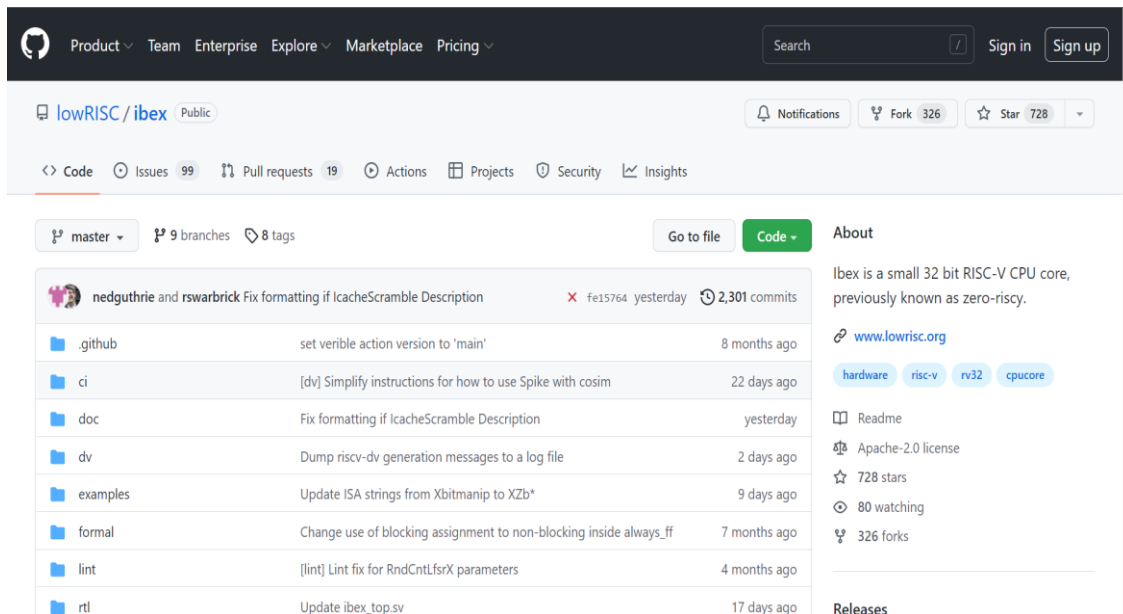 Product Team Enterprise Explore Marketplace Pricing Search / Sign in Sign up
lowRISC / ibex Public Notifications Fork 326 Star 728
Code Issues 99 Pull requests 19 Actions Projects Security Insights
master 9 branches 8 tags Go to file Code
nedguthrie and rswarbrick Fix formatting if IcacheScramble Description fe15764 yesterday 2,301 commits
.github set verible action version to 'main' 8 months ago
ci [dv] Simplify instructions for how to use Spike with cosim 22 days ago
doc Fix formatting if IcacheScramble Description yesterday
dv Dump riscv-dv generation messages to a log file 2 days ago
examples Update ISA strings from Xbitmanip to XZb* 9 days ago
formal Change use of blocking assignment to non-blocking inside always_ff 7 months ago
lint [lint] Lint fix for RndCntLfsrX parameters 4 months ago
rtl Update ibex_top.sv 17 days ago
About
Ibex is a small 32 bit RISC-V CPU core,
previously known as zero-riscy.
www.lowrisc.org
hardware risc-v rv32 cpucore
Readme
Apache-2.0 license
728 stars
80 watching
326 forks
Releases